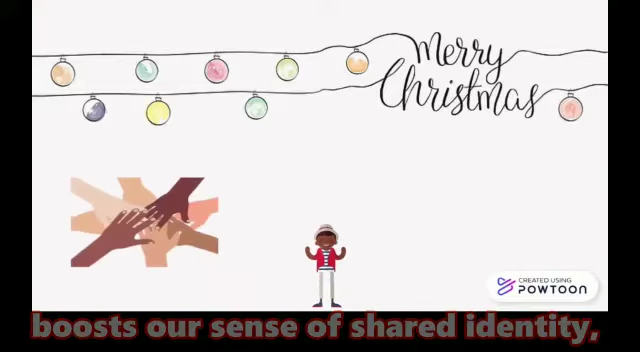 Merry
Christmas
CREATED USING
POWTOON
boosts our sense of shared identity,